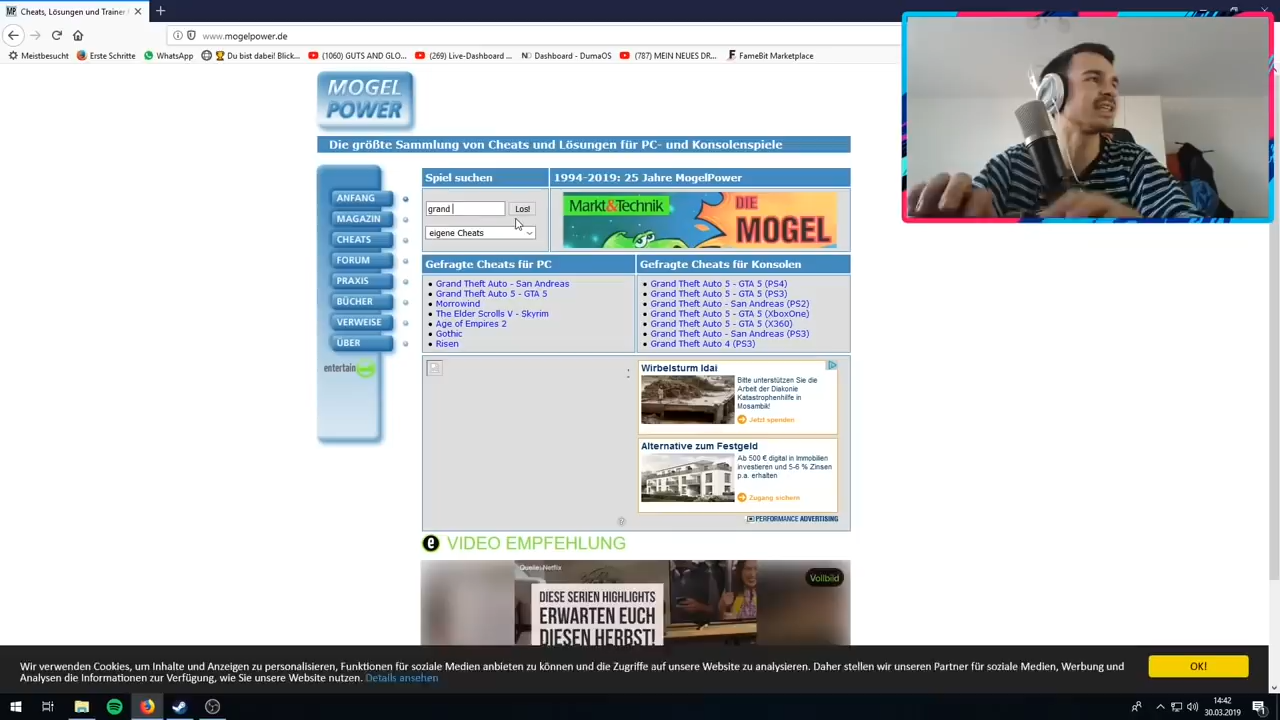 Cheats, Lösungen und Trainer
www.mogelpower.de
Meistbesucht
Erste Schritte
WhatsApp
Du bist dabei! Blick...
(1060) GUTS AND GLO...
(269) Live-Dashboard ...
Dashboard - DumaOS
(787) MEIN NEUES DR...
FameBit Marketplace
MOGEL
POWER
Die größte Sammlung von Cheats und Lösungen für PC- und Konsolenspiele
ANFANG
MAGAZIN
CHEATS
FORUM
PRAXIS
BÜCHER
VERWEISE
ÜBER
entertain
Spiel suchen
grand
Los!
eigene Cheats
1994-2019: 25 Jahre MogelPower
Markt&Technik
DIE
MOGEL
Gefragte Cheats für PC
Grand Theft Auto - San Andreas
Grand Theft Auto 5 - GTA 5
Morrowind
The Elder Scrolls V - Skyrim
Age of Empires 2
Gothic
Risen
Gefragte Cheats für Konsolen
Grand Theft Auto 5 - GTA 5 (PS4)
Grand Theft Auto 5 - GTA 5 (PS3)
Grand Theft Auto - San Andreas (PS2)
Grand Theft Auto 5 - GTA 5 (XboxOne)
Grand Theft Auto 5 - GTA 5 (X360)
Grand Theft Auto - San Andreas (PS3)
Grand Theft Auto 4 (PS3)
Wirbelsturm Idai
Bitte unterstützen Sie die
Arbeit der Diakonie
Katastrophenhilfe in
Mosambik!
Jetzt spenden
Alternative zum Festgeld
Ab 500 € digital in Immobilien
investieren und 5-6 % Zinsen
p.a. erhalten
Zugang sichern
PERFORMANCE ADVERTISING
e VIDEO EMPFEHLUNG
Quelle: Netflix
Vollbild
DIESE SERIEN HIGHLIGHTS
ERWARTEN EUCH
DIESEN HERBST!
Wir verwenden Cookies, um Inhalte und Anzeigen zu personalisieren, Funktionen für soziale Medien anbieten zu können und die Zugriffe auf unsere Website zu analysieren. Daher stellen wir unseren Partner für soziale Medien, Werbung und
Analysen die Informationen zur Verfügung, wie Sie unsere Website nutzen. Details ansehen
OK!
14:42
30.03.2019